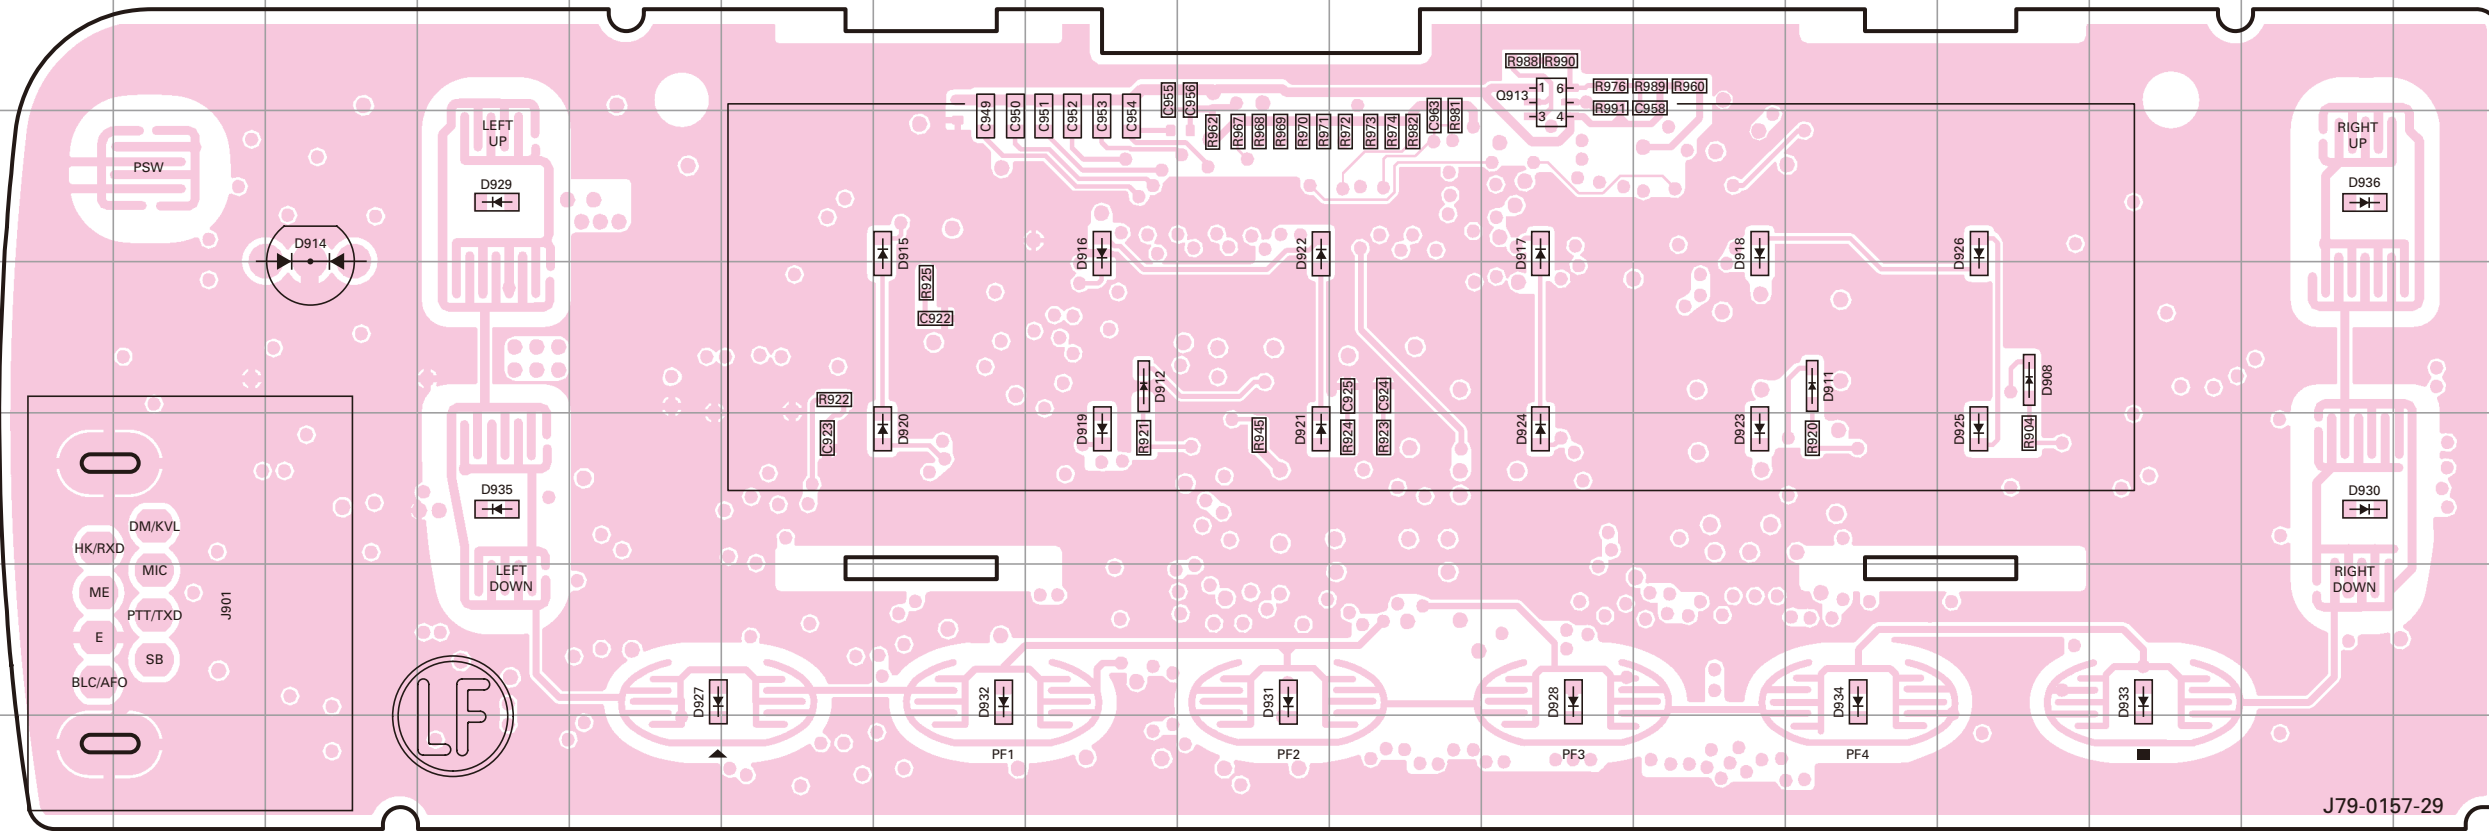 R988 R990
Q913
1 6
3 4
R976 R989 R960
R991 C958
C949
C950
C951
C952
C953
C954
C955
C956
R962
R967
R968
R969
R970
R971
R972
R973
R974
R982
C963
R981
PSW
LEFT
UP
D929
D914
RIGHT
UP
D936
D915
D916
D922
D917
D918
D926
R925
C922
R922
C923
D920
D919
D912
R921
R945
D921
C925
R924
C924
R923
D924
D923
D911
R920
D925
D908
R904
D935
LEFT
DOWN
D930
RIGHT
DOWN
DM/KVL
HK/RXD
MIC
ME
PTT/TXD
E
SB
BLC/AFO
J901
LF
D927
D932
D931
D928
D934
D933
▲
PF1
PF2
PF3
PF4
■
J79-0157-29